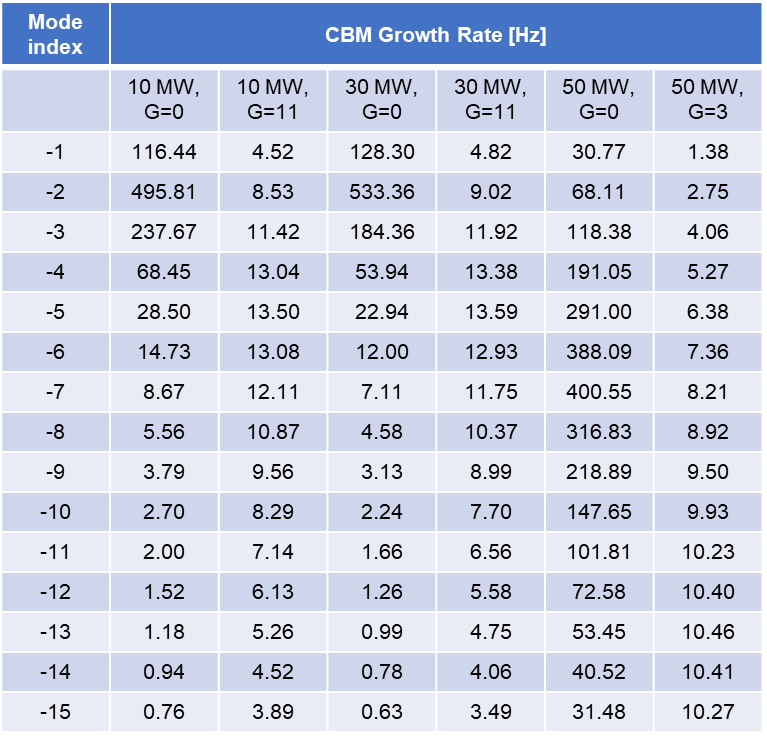 Mode index CBM Growth Rate [Hz]
10 MW, G=0 10 MW, G=11 30 MW, G=0 30 MW, G=11 50 MW, G=0 50 MW, G=3
-1 116.44 4.52 128.30 4.82 30.77 1.38
-2 495.81 8.53 533.36 9.02 68.11 2.75
-3 237.67 11.42 184.36 11.92 118.38 4.06
-4 68.45 13.04 53.94 13.38 191.05 5.27
-5 28.50 13.50 22.94 13.59 291.00 6.38
-6 14.73 13.08 12.00 12.93 388.09 7.36
-7 8.67 12.11 7.11 11.75 400.55 8.21
-8 5.56 10.87 4.58 10.37 316.83 8.92
-9 3.79 9.56 3.13 8.99 218.89 9.50
-10 2.70 8.29 2.24 7.70 147.65 9.93
-11 2.00 7.14 1.66 6.56 101.81 10.23
-12 1.52 6.13 1.26 5.58 72.58 10.40
-13 1.18 5.26 0.99 4.75 53.45 10.46
-14 0.94 4.52 0.78 4.06 40.52 10.41
-15 0.76 3.89 0.63 3.49 31.48 10.27